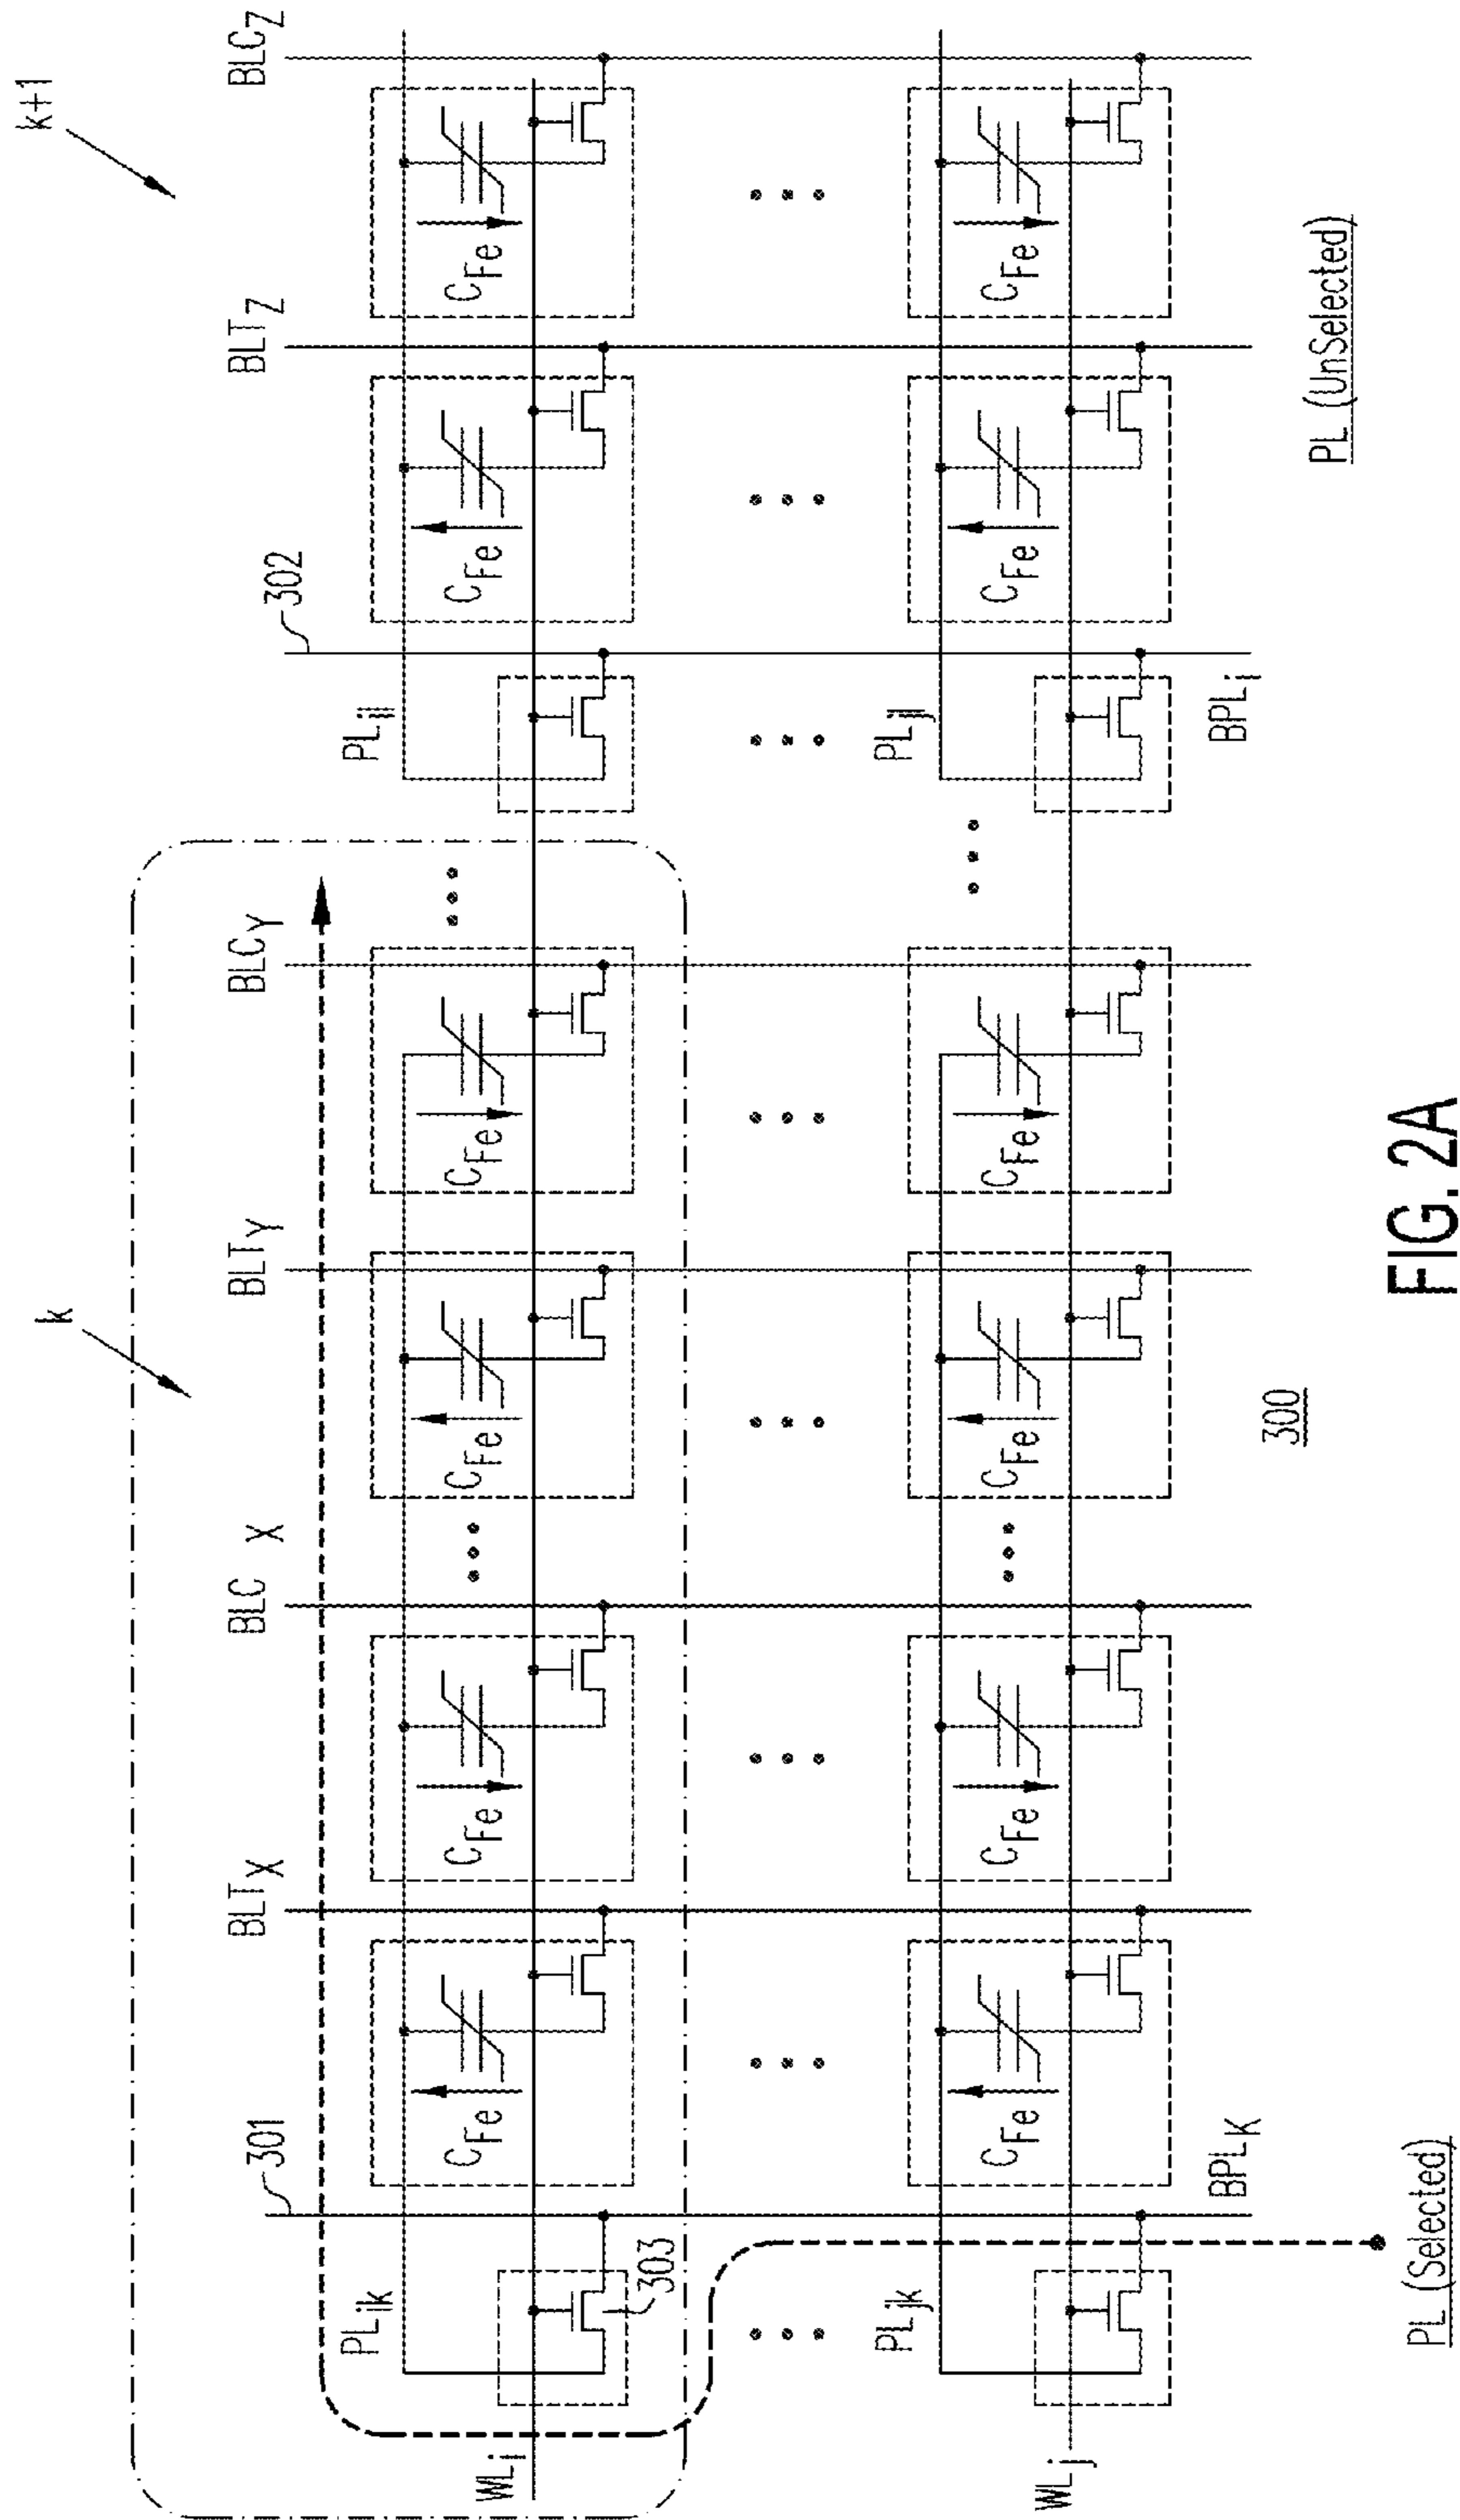 k
k+1
BLT_X
BLC X
BLT_Y
BLC_Y
BLT_Z
BLC_Z
301
302
PL_ik
PL_il
C_Fe
C_Fe
C_Fe
C_Fe
C_Fe
C_Fe
WL_i
303
PL_jk
PL_jl
C_Fe
C_Fe
C_Fe
C_Fe
C_Fe
C_Fe
WL_j
BPL_K
BPL_l
300
PL (Selected)
PL (UnSelected)
FIG. 2A